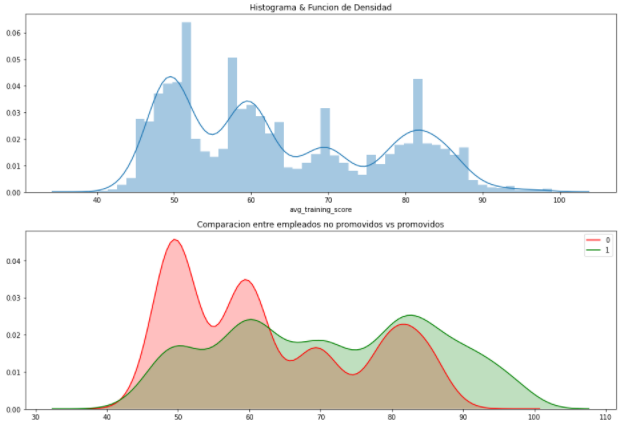 Histograma & Funcion de Densidad
0.06
0.05
0.04
0.03
0.02
0.01
0.00
40 50 60 70 80 90 100
avg_training_score
Comparacion entre empleados no promovidos vs promovidos
0
1
0.04
0.03
0.02
0.01
0.00
30 40 50 60 70 80 90 100 110